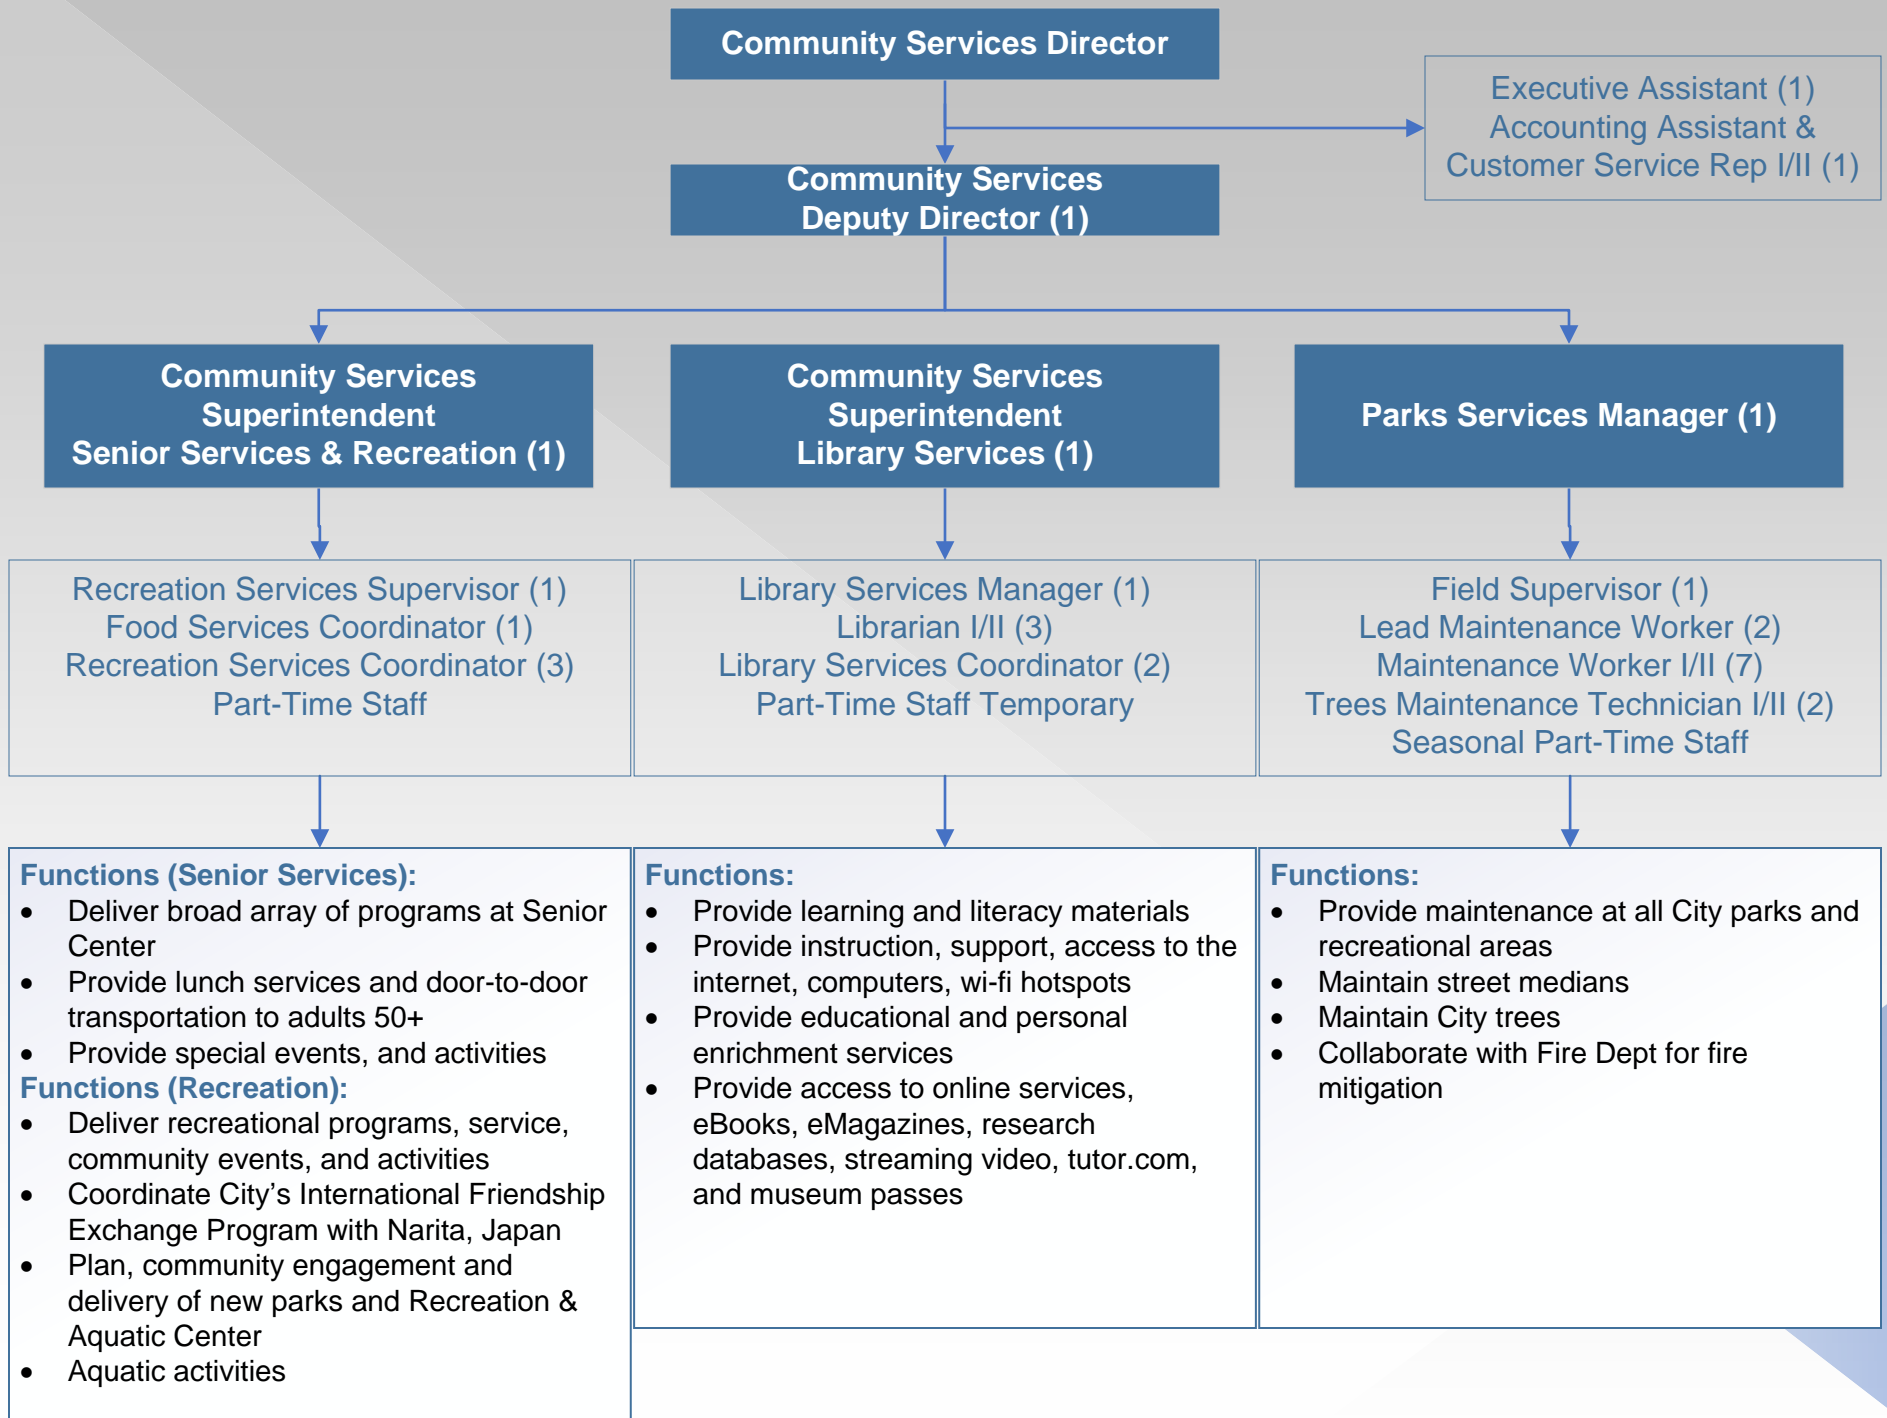 Community Services Director
Executive Assistant (1)
Accounting Assistant &
Customer Service Rep I/II (1)
Community Services
Deputy Director (1)
Community Services
Superintendent
Senior Services & Recreation (1)
Community Services
Superintendent
Library Services (1)
Parks Services Manager (1)
Recreation Services Supervisor (1)
Food Services Coordinator (1)
Recreation Services Coordinator (3)
Part-Time Staff
Library Services Manager (1)
Librarian I/II (3)
Library Services Coordinator (2)
Part-Time Staff Temporary
Field Supervisor (1)
Lead Maintenance Worker (2)
Maintenance Worker I/II (7)
Trees Maintenance Technician I/II (2)
Seasonal Part-Time Staff
Functions (Senior Services):
• Deliver broad array of programs at Senior
Center
• Provide lunch services and door-to-door
transportation to adults 50+
• Provide special events, and activities
Functions (Recreation):
• Deliver recreational programs, service,
community events, and activities
• Coordinate City’s International Friendship
Exchange Program with Narita, Japan
• Plan, community engagement and
delivery of new parks and Recreation &
Aquatic Center
• Aquatic activities
Functions:
• Provide learning and literacy materials
• Provide instruction, support, access to the
internet, computers, wi-fi hotspots
• Provide educational and personal
enrichment services
• Provide access to online services,
eBooks, eMagazines, research
databases, streaming video, tutor.com,
and museum passes
Functions:
• Provide maintenance at all City parks and
recreational areas
• Maintain street medians
• Maintain City trees
• Collaborate with Fire Dept for fire
mitigation